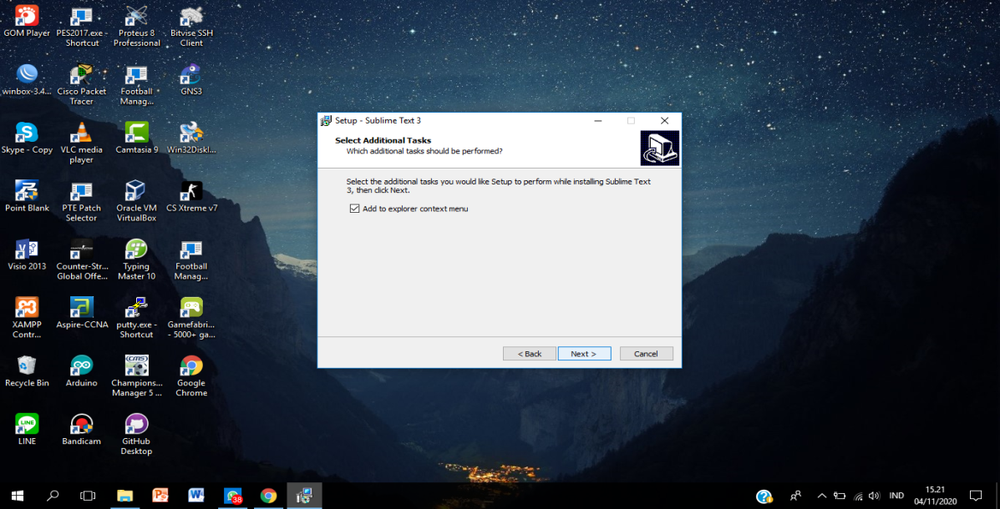 GOM Player
PES2017.exe -
Shortcut
Proteus 8
Professional
Bitvise SSH
Client
winbox-3.4...
Cisco Packet
Tracer
Football
Manag...
GNS3
Skype - Copy
VLC media
player
Camtasia 9
Win32Diskl...
Point Blank
PTE Patch
Selector
Oracle VM
VirtualBox
CS Xtreme v7
Visio 2013
Counter-Str...
Global Offe...
Typing
Master 10
Football
Manag...
XAMPP
Contr...
Aspire-CCNA
putty.exe -
Shortcut
Gamefabri...
- 5000+ ga...
Recycle Bin
Arduino
Champions...
Manager 5 ...
Google
Chrome
LINE
LINE
Bandicam
GitHub
Desktop
Setup - Sublime Text 3
Select Additional Tasks
Which additional tasks should be performed?
Select the additional tasks you would like Setup to perform while installing Sublime Text
3, then click Next.
Add to explorer context menu
< Back
Next >
Cancel
38
IND
15.21
04/11/2020